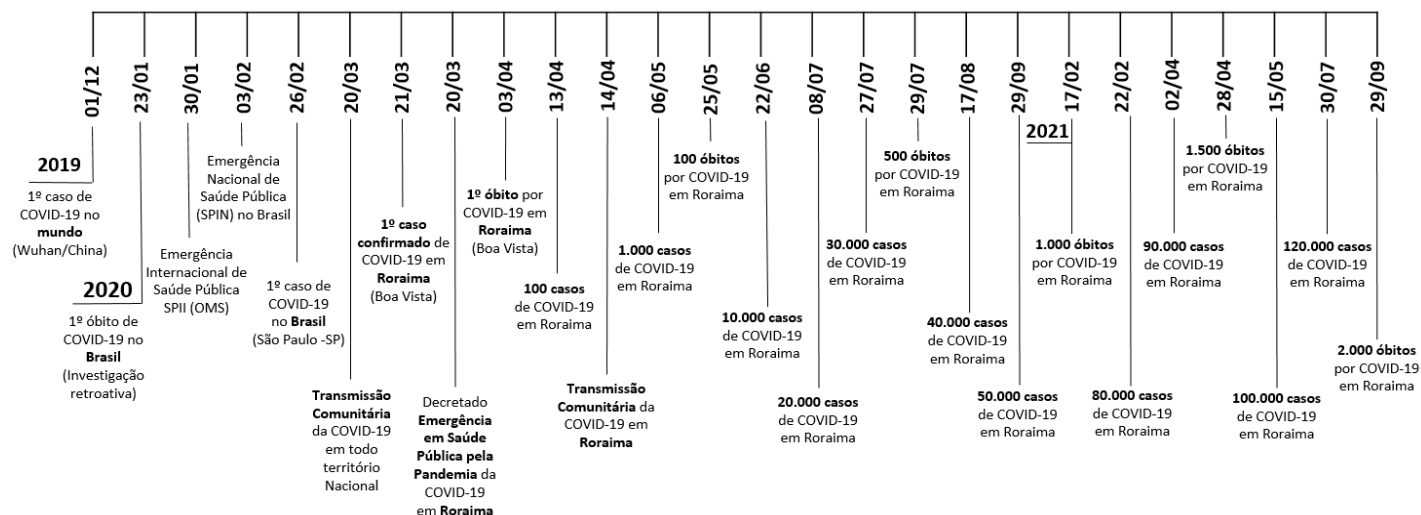 01/12
23/01
30/01
03/02
26/02
20/03
21/03
20/03
03/04
13/04
14/04
06/05
25/05
22/06
08/07
27/07
29/07
17/08
29/09
17/02
22/02
02/04
28/04
15/05
30/07
29/09
2019
1º caso de
COVID-19 no
mundo
(Wuhan/China)
2020
1º óbito de
COVID-19 no
Brasil
(Investigação
retroativa)
Emergência
Internacional de
Saúde Pública
SPII (OMS)
Emergência
Nacional de
Saúde Pública
(SPIN) no Brasil
1º caso de
COVID-19
no Brasil
(São Paulo -SP)
Transmissão
Comunitária
da COVID-19
em todo
território
Nacional
1º caso
confirmado de
COVID-19 em
Roraima
(Boa Vista)
Decretado
Emergência
em Saúde
Pública pela
Pandemia da
COVID-19
em Roraima
1º óbito por
COVID-19 em
Roraima
(Boa Vista)
100 casos
de COVID-19
em Roraima
Transmissão
Comunitária da
COVID-19 em
Roraima
1.000 casos
de COVID-19
em Roraima
100 óbitos
por COVID-19
em Roraima
10.000 casos
de COVID-19
em Roraima
20.000 casos
de COVID-19
em Roraima
30.000 casos
de COVID-19
em Roraima
500 óbitos
por COVID-19
em Roraima
40.000 casos
de COVID-19
em Roraima
50.000 casos
de COVID-19
em Roraima
2021
1.000 óbitos
por COVID-19
em Roraima
80.000 casos
de COVID-19
em Roraima
90.000 casos
de COVID-19
em Roraima
1.500 óbitos
por COVID-19
em Roraima
100.000 casos
de COVID-19
em Roraima
120.000 casos
de COVID-19
em Roraima
2.000 óbitos
por COVID-19
em Roraima